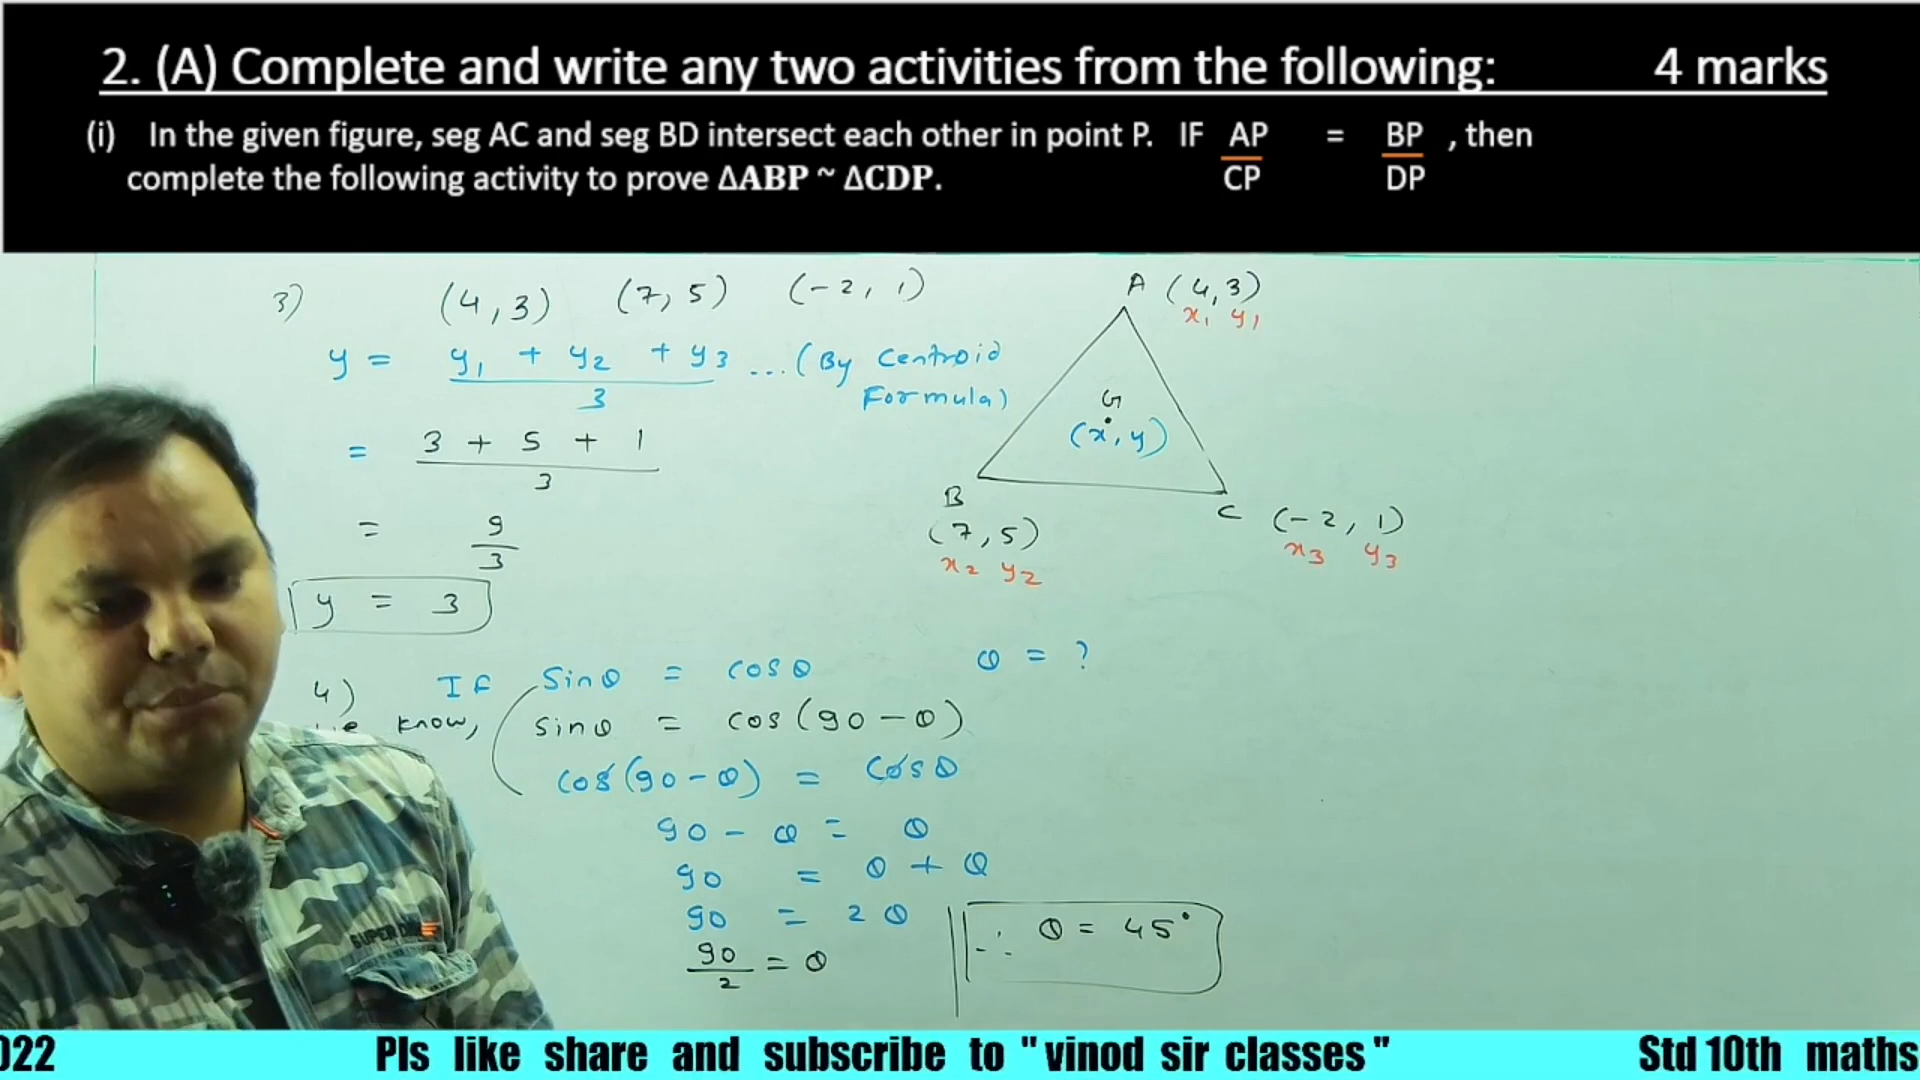 2. (A) Complete and write any two activities from the following: 4 marks
(i) In the given figure, seg AC and seg BD intersect each other in point P. IF AP/CP = BP/DP , then
complete the following activity to prove ΔABP ~ ΔCDP.
3) (4,3) (7,5) (-2, 1)
y = y1 + y2 + y3 / 3 ...(By Centroid
Formula)
= 3 + 5 + 1 / 3
= 9/3
y = 3
A (4,3)
x1 y1
G
(x, y)
B
(7,5)
x2 y2
C (-2, 1)
x3 y3
4) If Sinθ = cosθ θ = ?
know, sinθ = cos(90-θ)
cos(90-θ) = cosθ
90 - θ = θ
90 = θ + θ
90 = 2θ
90/2 = θ
∴ θ = 45°
SUPER
022 Pls like share and subscribe to "vinod sir classes" Std 10th maths